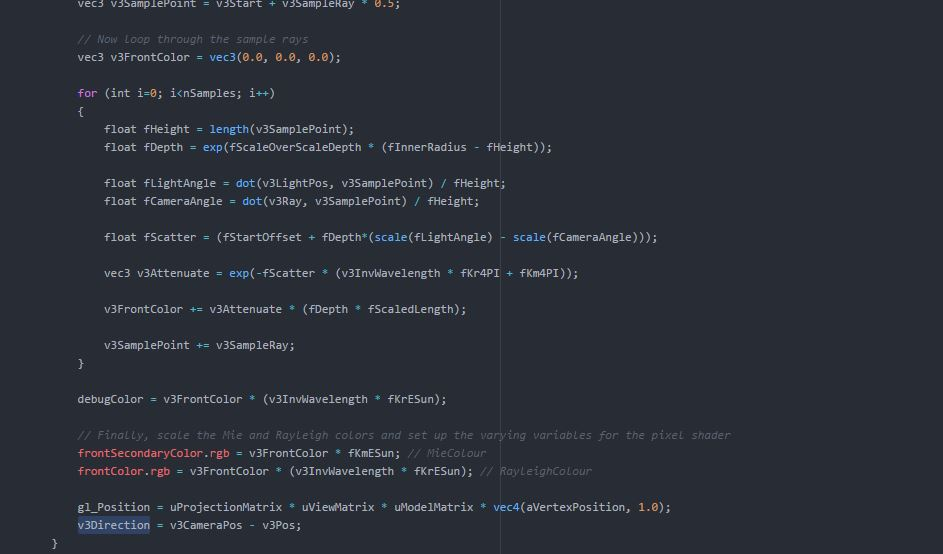 vec3 v3SamplePoint = v3Start + v3SampleRay * 0.5;
// Now loop through the sample rays
vec3 v3FrontColor = vec3(0.0, 0.0, 0.0);
for (int i=0; i<nSamples; i++)
{
float fHeight = length(v3SamplePoint);
float fDepth = exp(fScaleOverScaleDepth * (fInnerRadius - fHeight));
float fLightAngle = dot(v3LightPos, v3SamplePoint) / fHeight;
float fCameraAngle = dot(v3Ray, v3SamplePoint) / fHeight;
float fScatter = (fStartOffset + fDepth*(scale(fLightAngle) - scale(fCameraAngle)));
vec3 v3Attenuate = exp(-fScatter * (v3InvWavelength * fKr4PI + fKm4PI));
v3FrontColor += v3Attenuate * (fDepth * fScaledLength);
v3SamplePoint += v3SampleRay;
}
debugColor = v3FrontColor * (v3InvWavelength * fKrESun);
// Finally, scale the Mie and Rayleigh colors and set up the varying variables for the pixel shader
frontSecondaryColor.rgb = v3FrontColor * fKmESun; // MieColour
frontColor.rgb = v3FrontColor * (v3InvWavelength * fKrESun); // RayLeighColour
gl_Position = uProjectionMatrix * uViewMatrix * uModelMatrix * vec4(aVertexPosition, 1.0);
v3Direction = v3CameraPos - v3Pos;
}